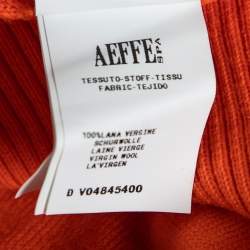 AEFFE SPA
TESSUTO-STOFF-TISSU
FABRIC-TEJIDO
100%LANA VERGINE
SCHURWOLLE
LAINE VIERGE
VIRGIN WOOL
LA VIRGEN
D V04845400